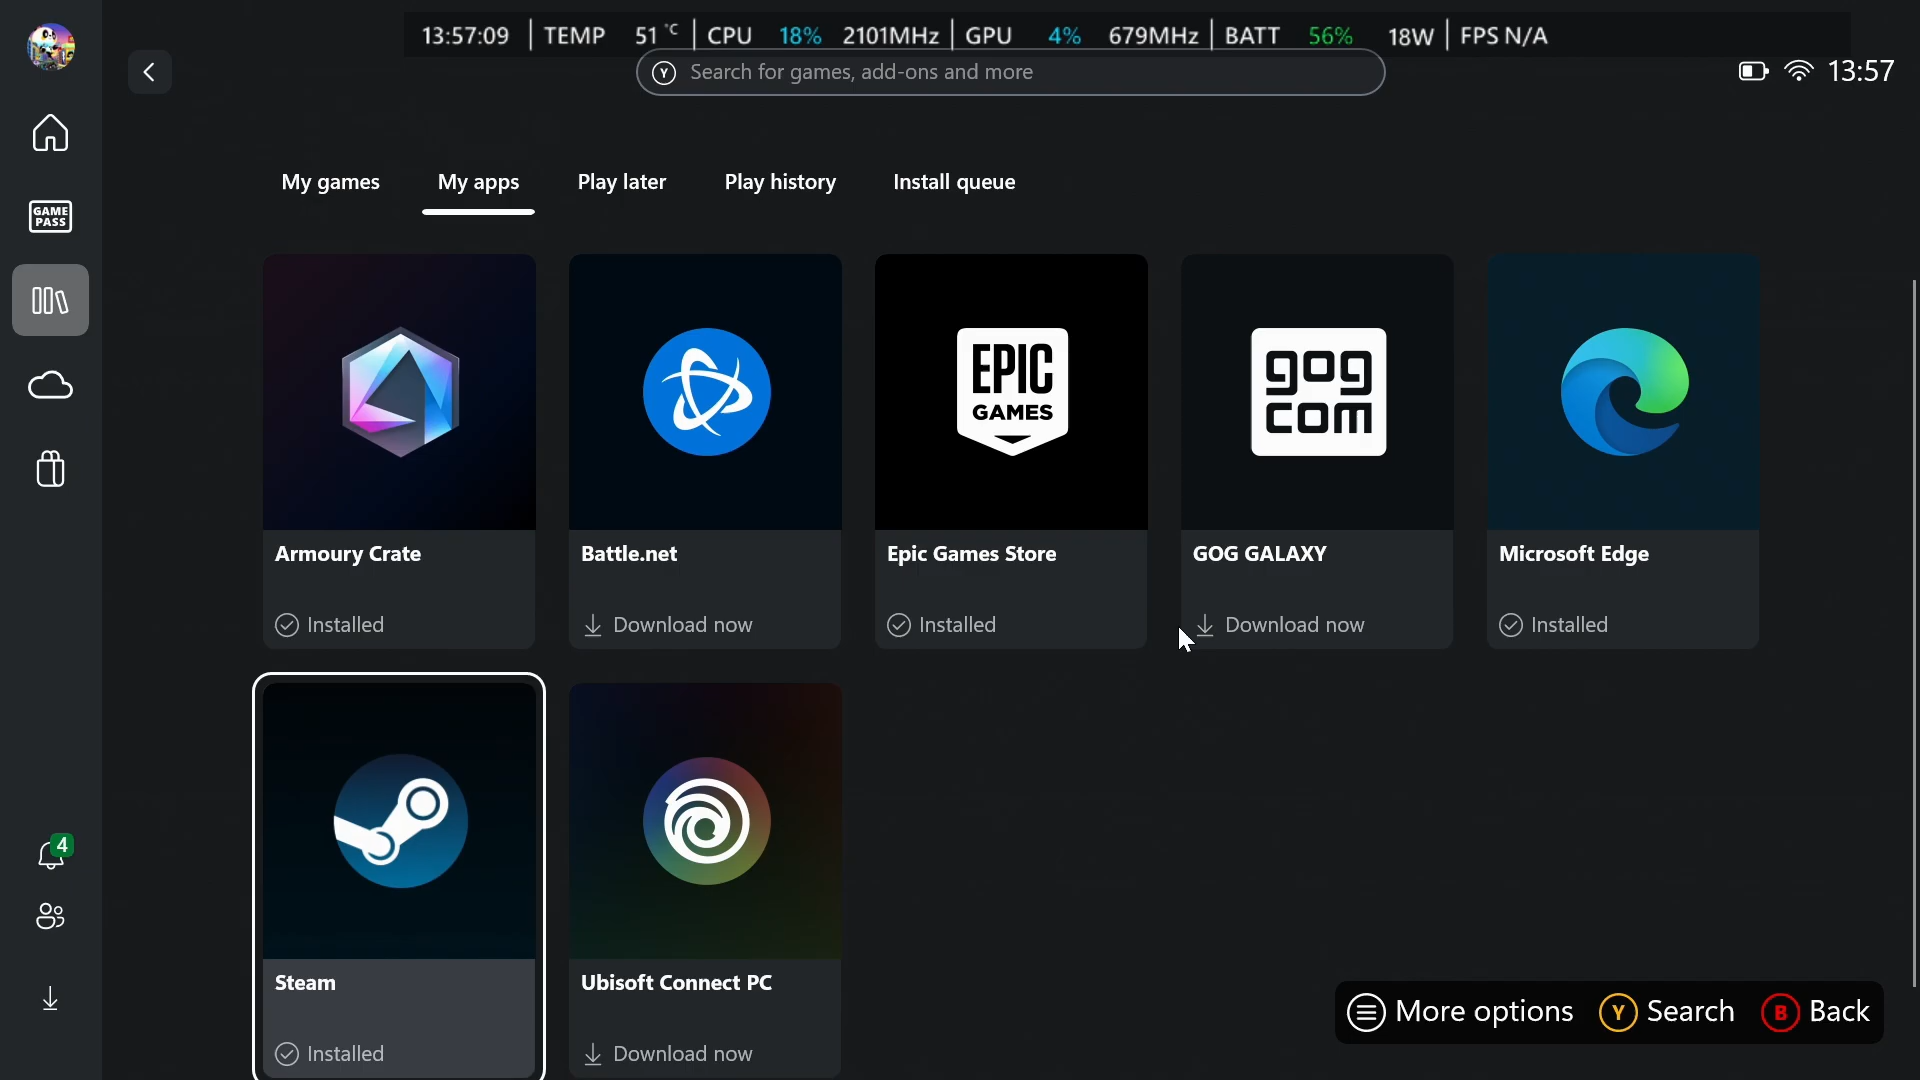 13:57:09 | TEMP 51 °C | CPU 18% 2101MHz | GPU 4% 679MHz | BATT 56% 18W | FPS N/A
Y Search for games, add-ons and more
13:57
GAME
PASS
My games My apps Play later Play history Install queue
EPIC
GAMES
gog
com
Armoury Crate
Installed
Battle.net
Download now
Epic Games Store
Installed
GOG GALAXY
Download now
Microsoft Edge
Installed
4
Steam
Installed
Ubisoft Connect PC
Download now
More options Y Search B Back